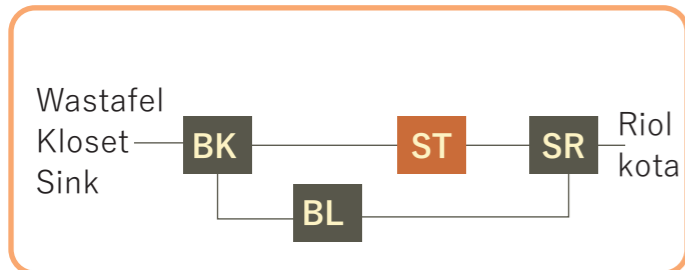 Wastafel
Kloset
Sink
BK
ST
SR
Riol
kota
BL